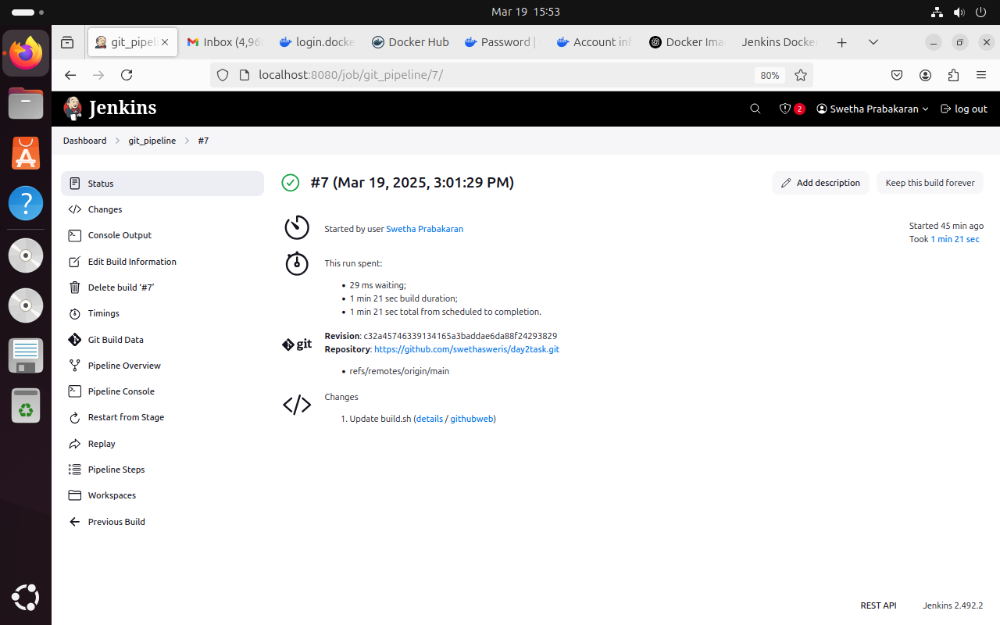 Mar 19 15:53
git_pipeli
Inbox (4,96
login.docke
Docker Hub
Password |
Account inf
Docker Ima
Jenkins Docker
localhost:8080/job/git_pipeline/7/
80%
Jenkins
2
Swetha Prabakaran
log out
Dashboard
git_pipeline
#7
Status
Changes
Console Output
Edit Build Information
Delete build ‘#7’
Timings
Git Build Data
Pipeline Overview
Pipeline Console
Restart from Stage
Replay
Pipeline Steps
Workspaces
Previous Build
#7 (Mar 19, 2025, 3:01:29 PM)
Add description
Keep this build forever
Started by user Swetha Prabakaran
Started 45 min ago
Took 1 min 21 sec
This run spent:
29 ms waiting;
1 min 21 sec build duration;
1 min 21 sec total from scheduled to completion.
git
Revision: c32a45746339134165a3baddae6da88f24293829
Repository: https://github.com/swethasweris/day2task.git
refs/remotes/origin/main
Changes
1. Update build.sh (details / githubweb)
REST API
Jenkins 2.492.2